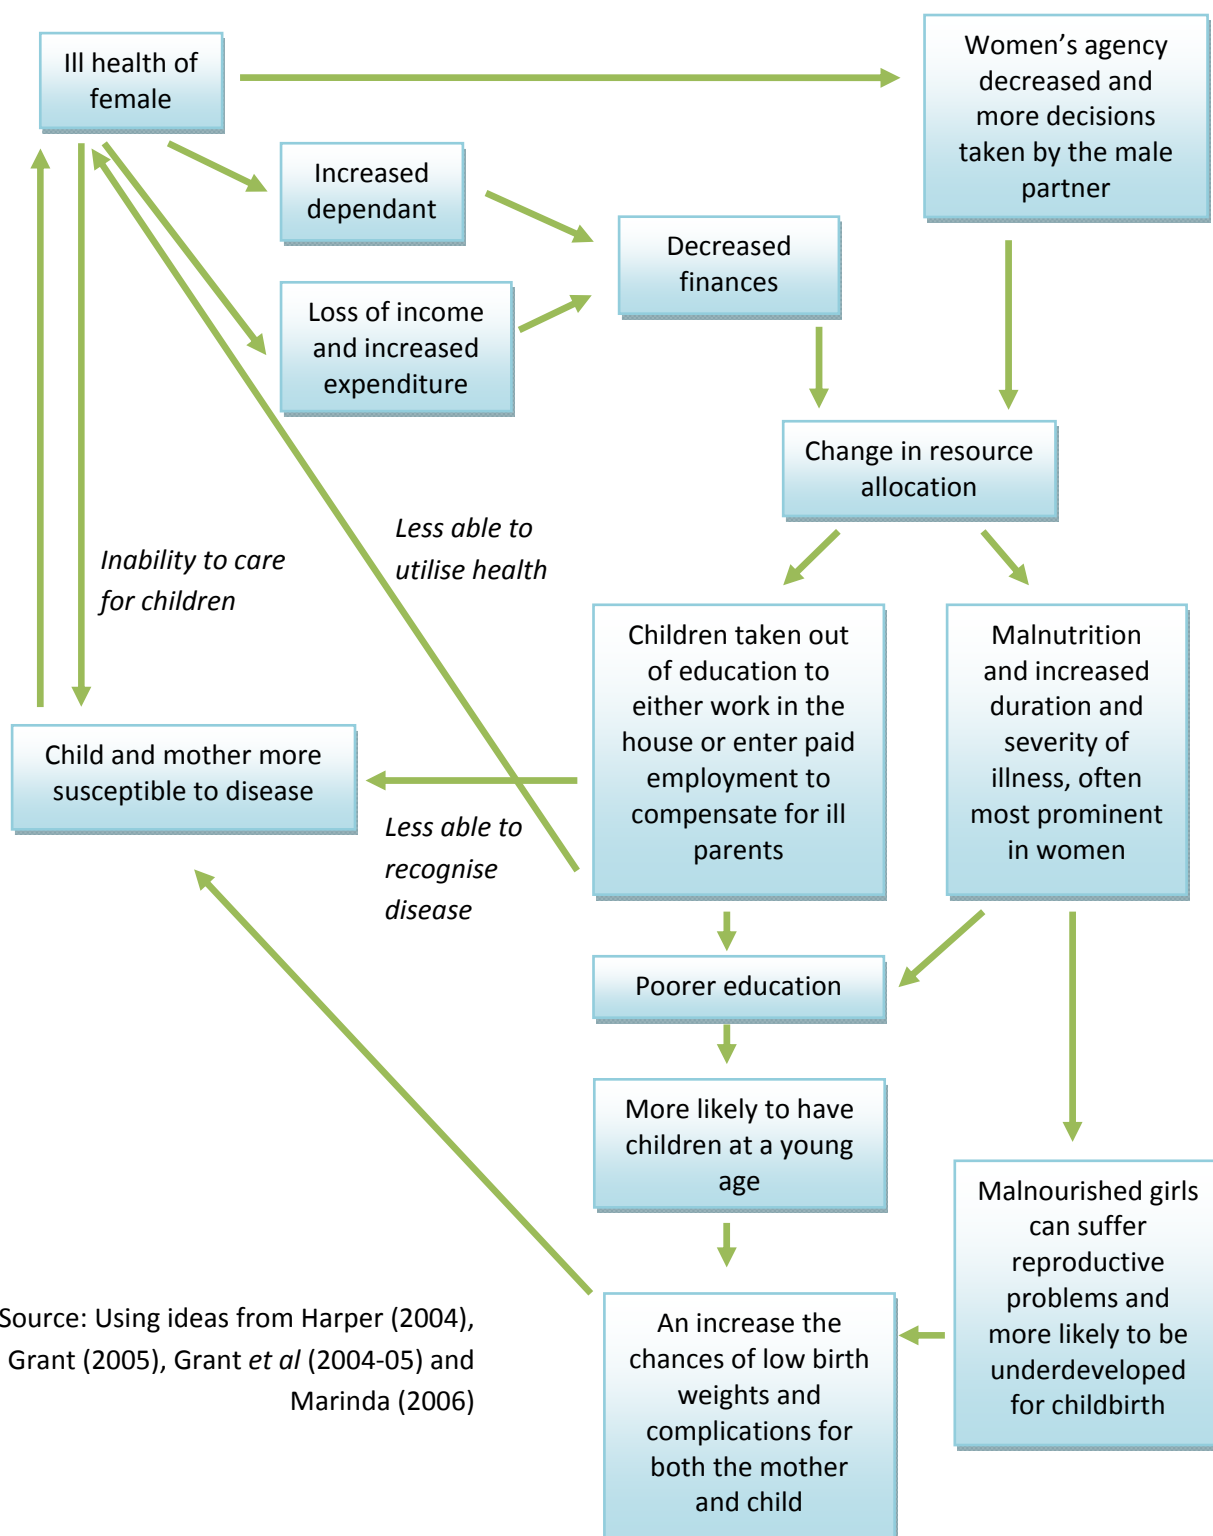 Ill health of
female
Women’s agency
decreased and
more decisions
taken by the male
partner
Increased
dependant
Decreased
finances
Loss of income
and increased
expenditure
Change in resource
allocation
Less able to
utilise health
Inability to care
for children
Children taken out
of education to
either work in the
house or enter paid
employment to
compensate for ill
parents
Malnutrition
and increased
duration and
severity of
illness, often
most prominent
in women
Child and mother more
susceptible to disease
Less able to
recognise
disease
Poorer education
More likely to have
children at a young
age
Malnourished girls
can suffer
reproductive
problems and
more likely to be
underdeveloped
for childbirth
An increase the
chances of low birth
weights and
complications for
both the mother
and child
Source: Using ideas from Harper (2004),
Grant (2005), Grant et al (2004-05) and
Marinda (2006)